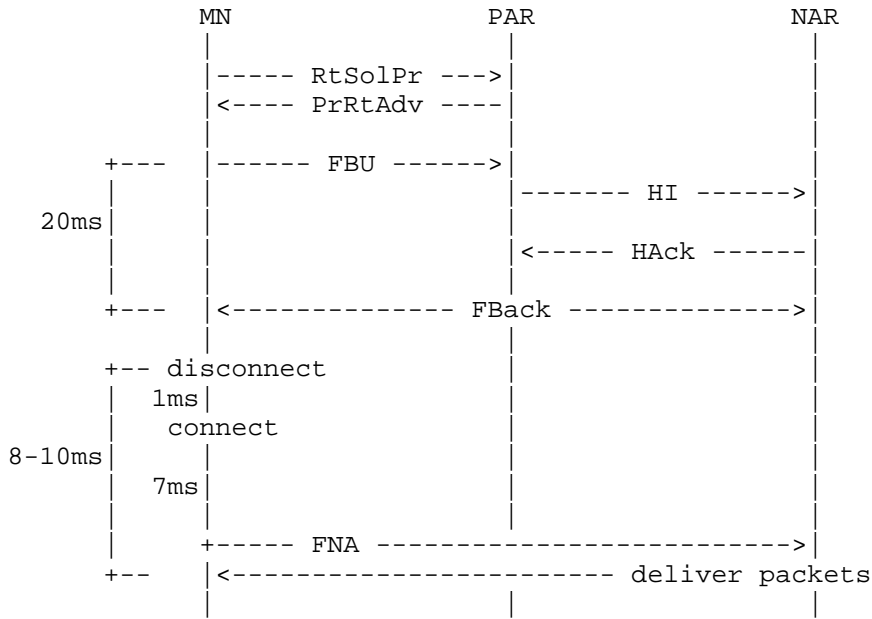 MN PAR NAR
RtSolPr
PrRtAdv
FBU
HI
20ms
HAck
FBack
disconnect
1ms
connect
8-10ms
7ms
FNA
deliver packets